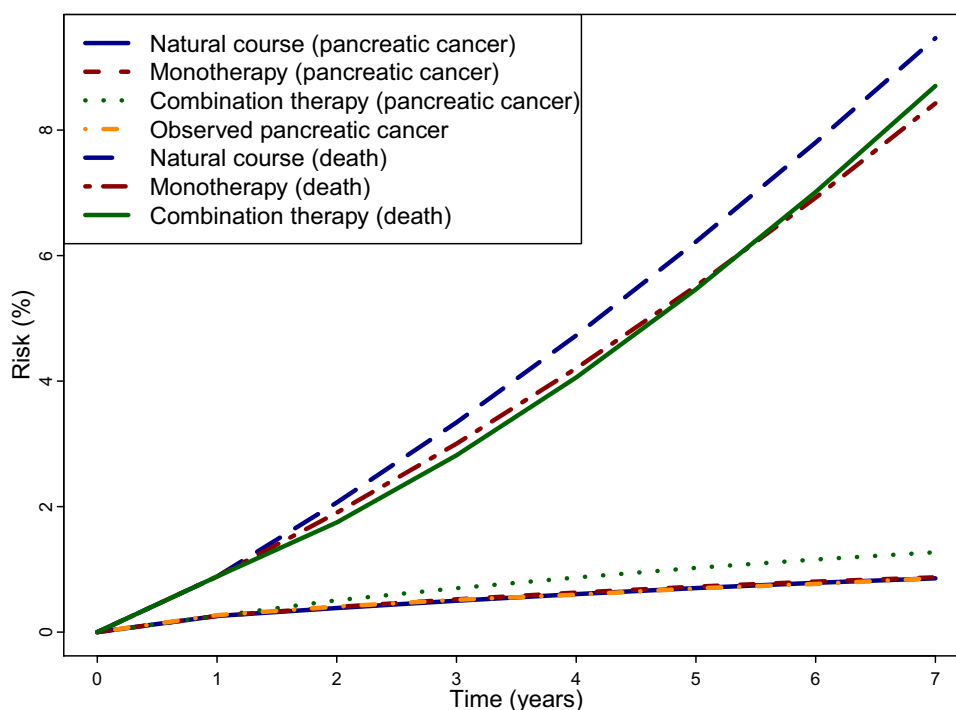 Natural course (pancreatic cancer)
Monotherapy (pancreatic cancer)
Combination therapy (pancreatic cancer)
Observed pancreatic cancer
Natural course (death)
Monotherapy (death)
Combination therapy (death)
8
6
4
2
0
Risk (%)
0 1 2 3 4 5 6 7
Time (years)